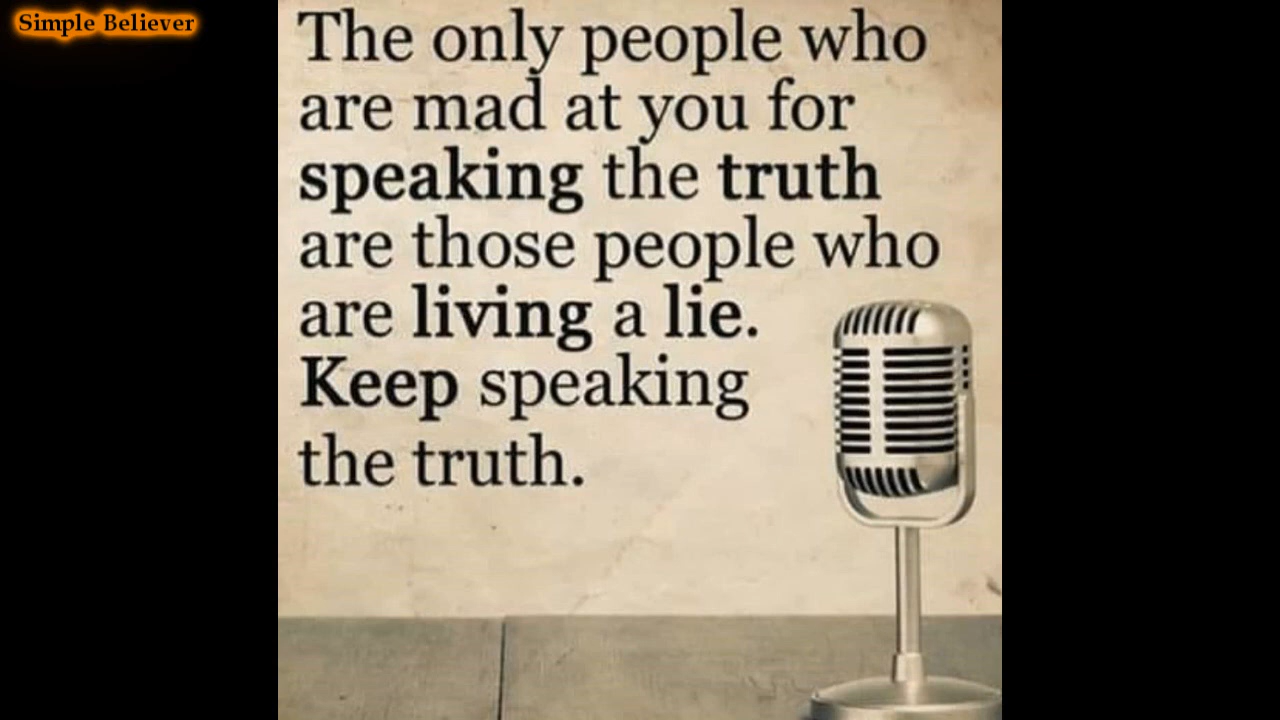 Simple Believer
The only people who
are mad at you for
speaking the truth
are those people who
are living a lie.
Keep speaking
the truth.